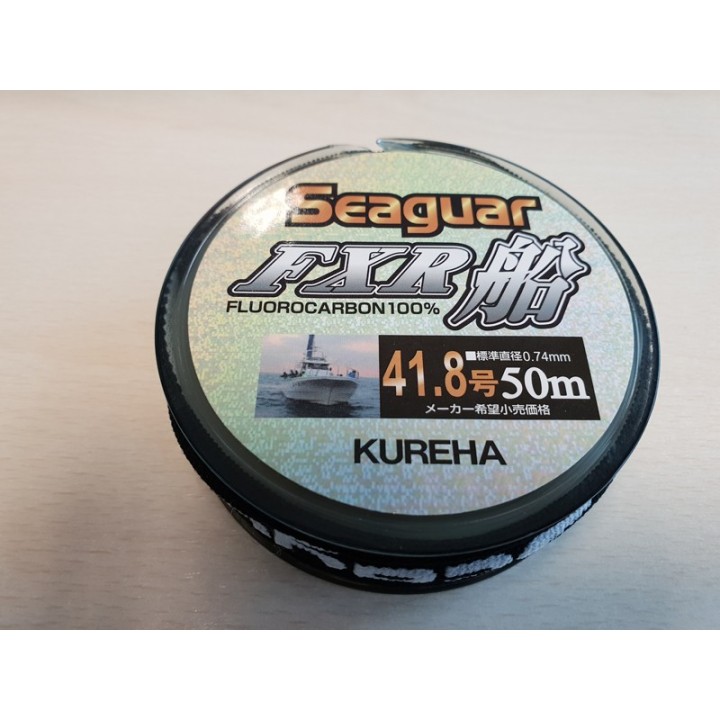 Seaguar
FXR船
FLUOROCARBON100%
■標準直径0.74mm
41.8号50m
メーカー希望小売価格
KUREHA